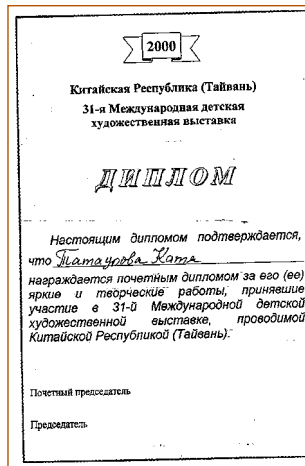 2000
Китайская Республика (Тайвань)
31-я Международная детская
художественная выставка
ДИПЛОМ
Настоящим дипломом подтверждается,
что Татаурова Катя
награждается почетным дипломом за его (ее)
яркие и творческие работы, принявшие
участие в 31-й Международной детской
художественной выставке, проводимой
Китайской Республикой (Тайвань).
Почетный председатель
Председатель